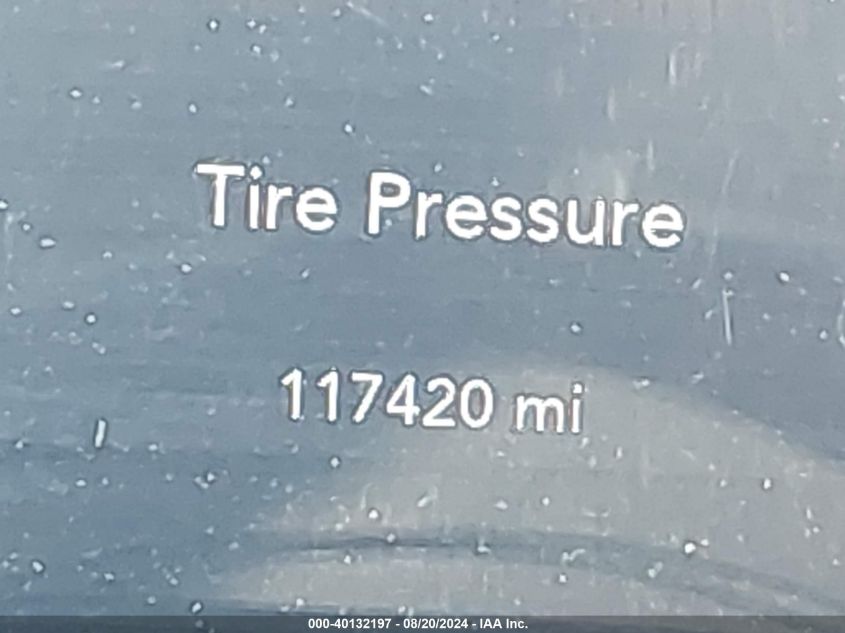 Tire Pressure
117420 mi
000-40132197 - 08/20/2024 - IAA Inc.